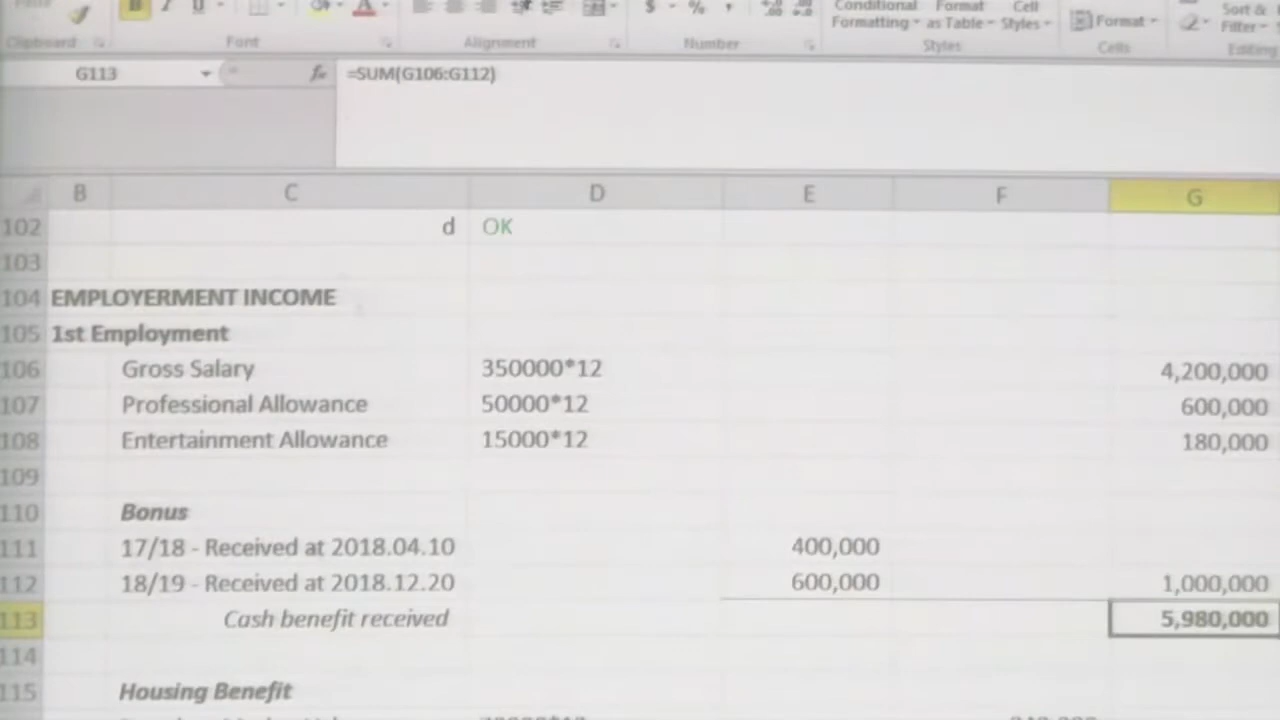 Conditional Format Cell Sort &
Formatting as Table Styles Format Filter
Clipboard Font Alignment Number Styles Cells Editing
G113 fx =SUM(G106:G112)
B C D E F G
102 d OK
103
104 EMPLOYERMENT INCOME
105 1st Employment
106 Gross Salary 350000*12 4,200,000
107 Professional Allowance 50000*12 600,000
108 Entertainment Allowance 15000*12 180,000
109
110 Bonus
111 17/18 - Received at 2018.04.10 400,000
112 18/19 - Received at 2018.12.20 600,000 1,000,000
113 Cash benefit received 5,980,000
114
115 Housing Benefit